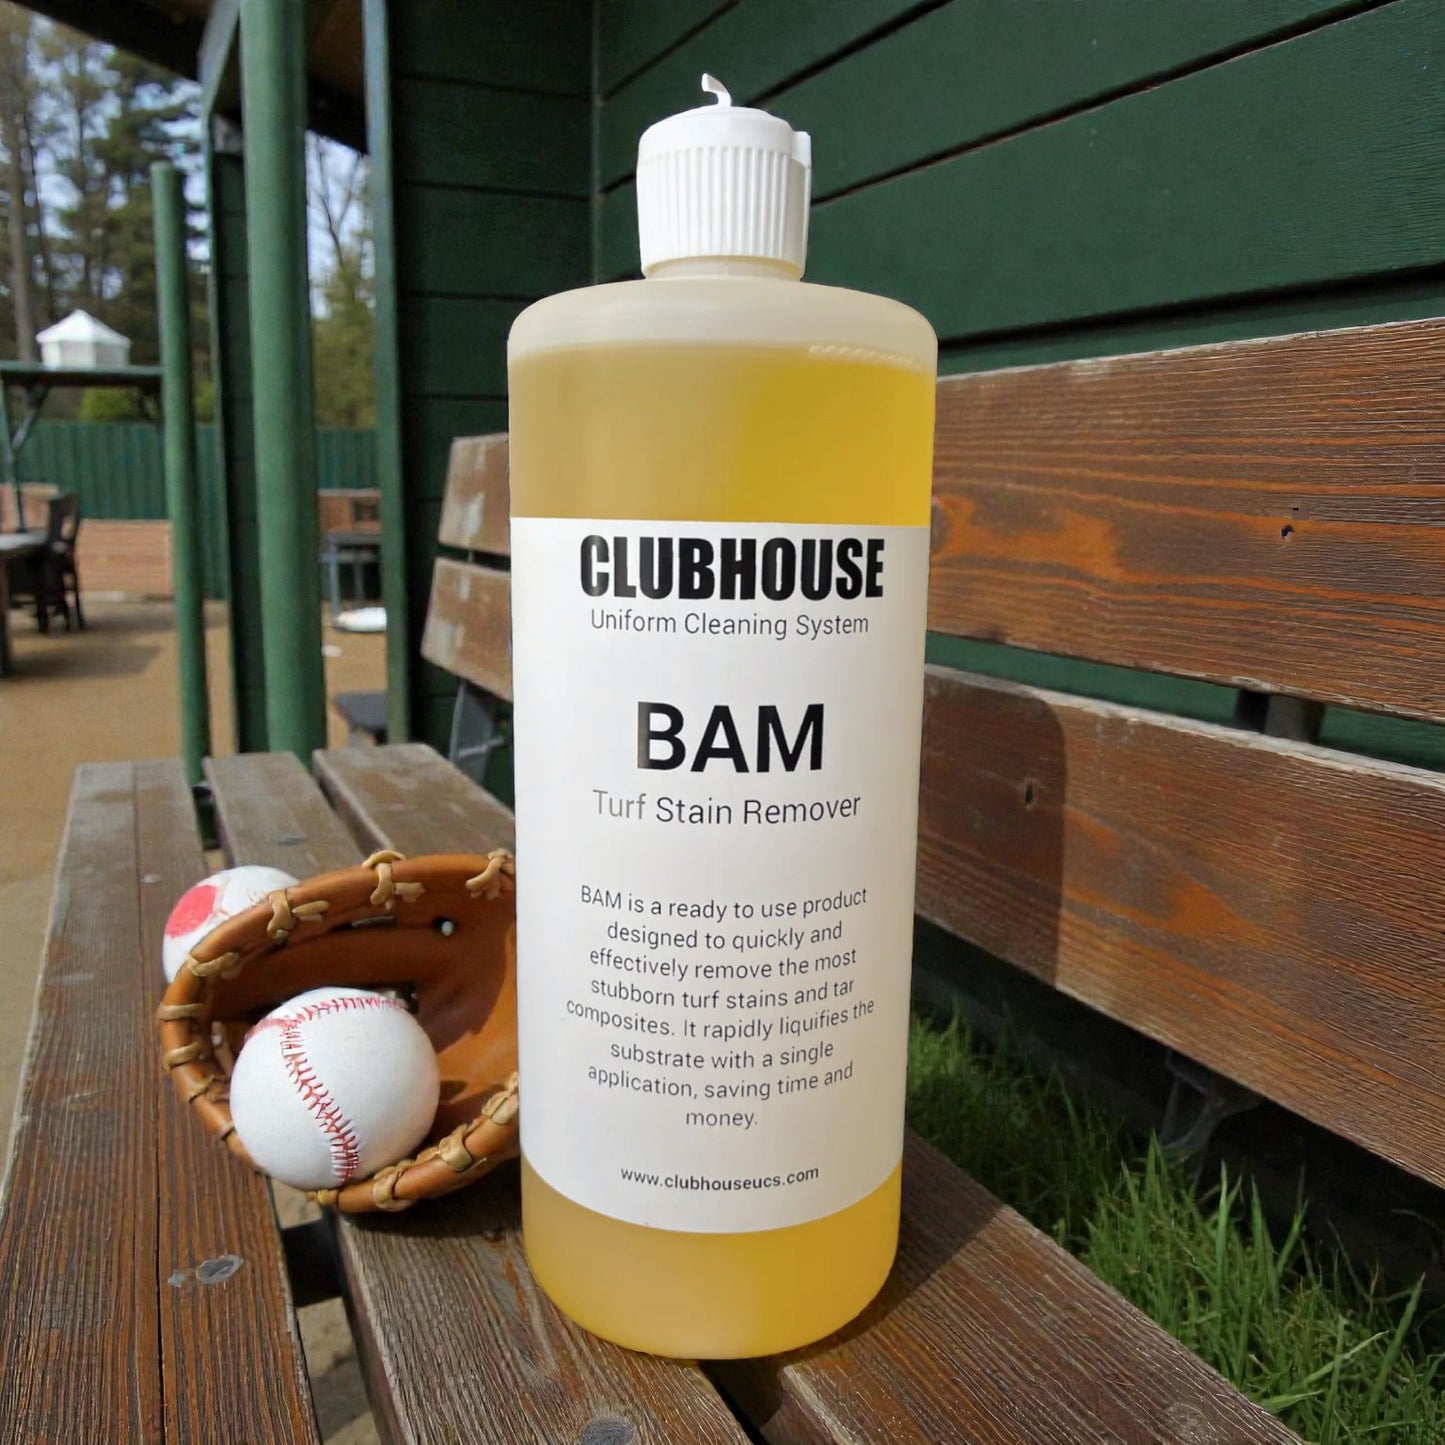 CLUBHOUSE
Uniform Cleaning System
BAM
Turf Stain Remover
BAM is a ready to use product
designed to quickly and
effectively remove the most
stubborn turf stains and tar
composites. It rapidly liquifies the
substrate with a single
application, saving time and
money.
www.clubhouseucs.com